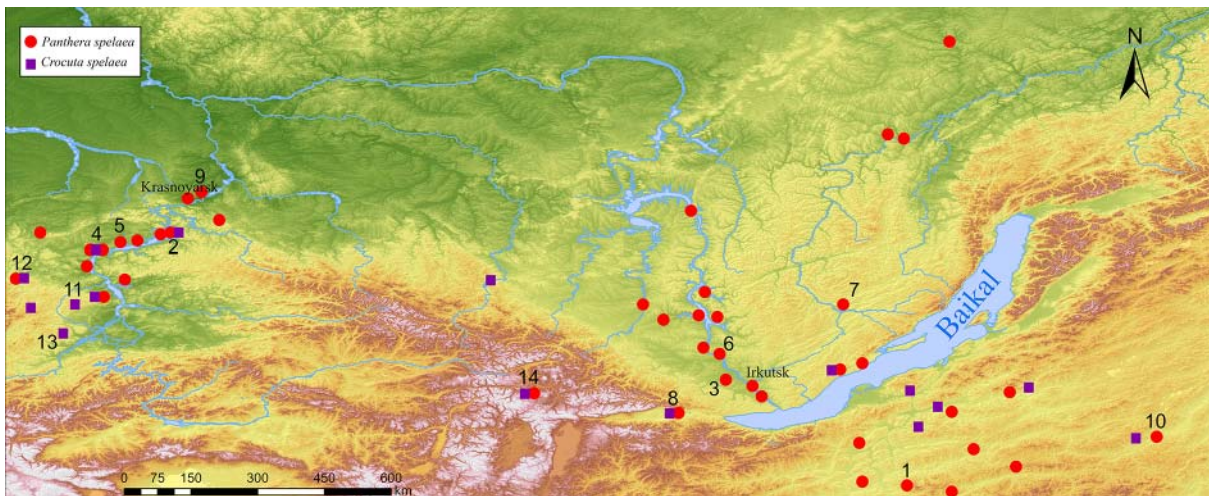 Panthera spelaea
Crocuta spelaea
N
9
Krasnoyarsk
5
4
2
12
11
7
Baikal
13
6
Irkutsk
3
14
8
10
1
0 75 150 300 450 600
km